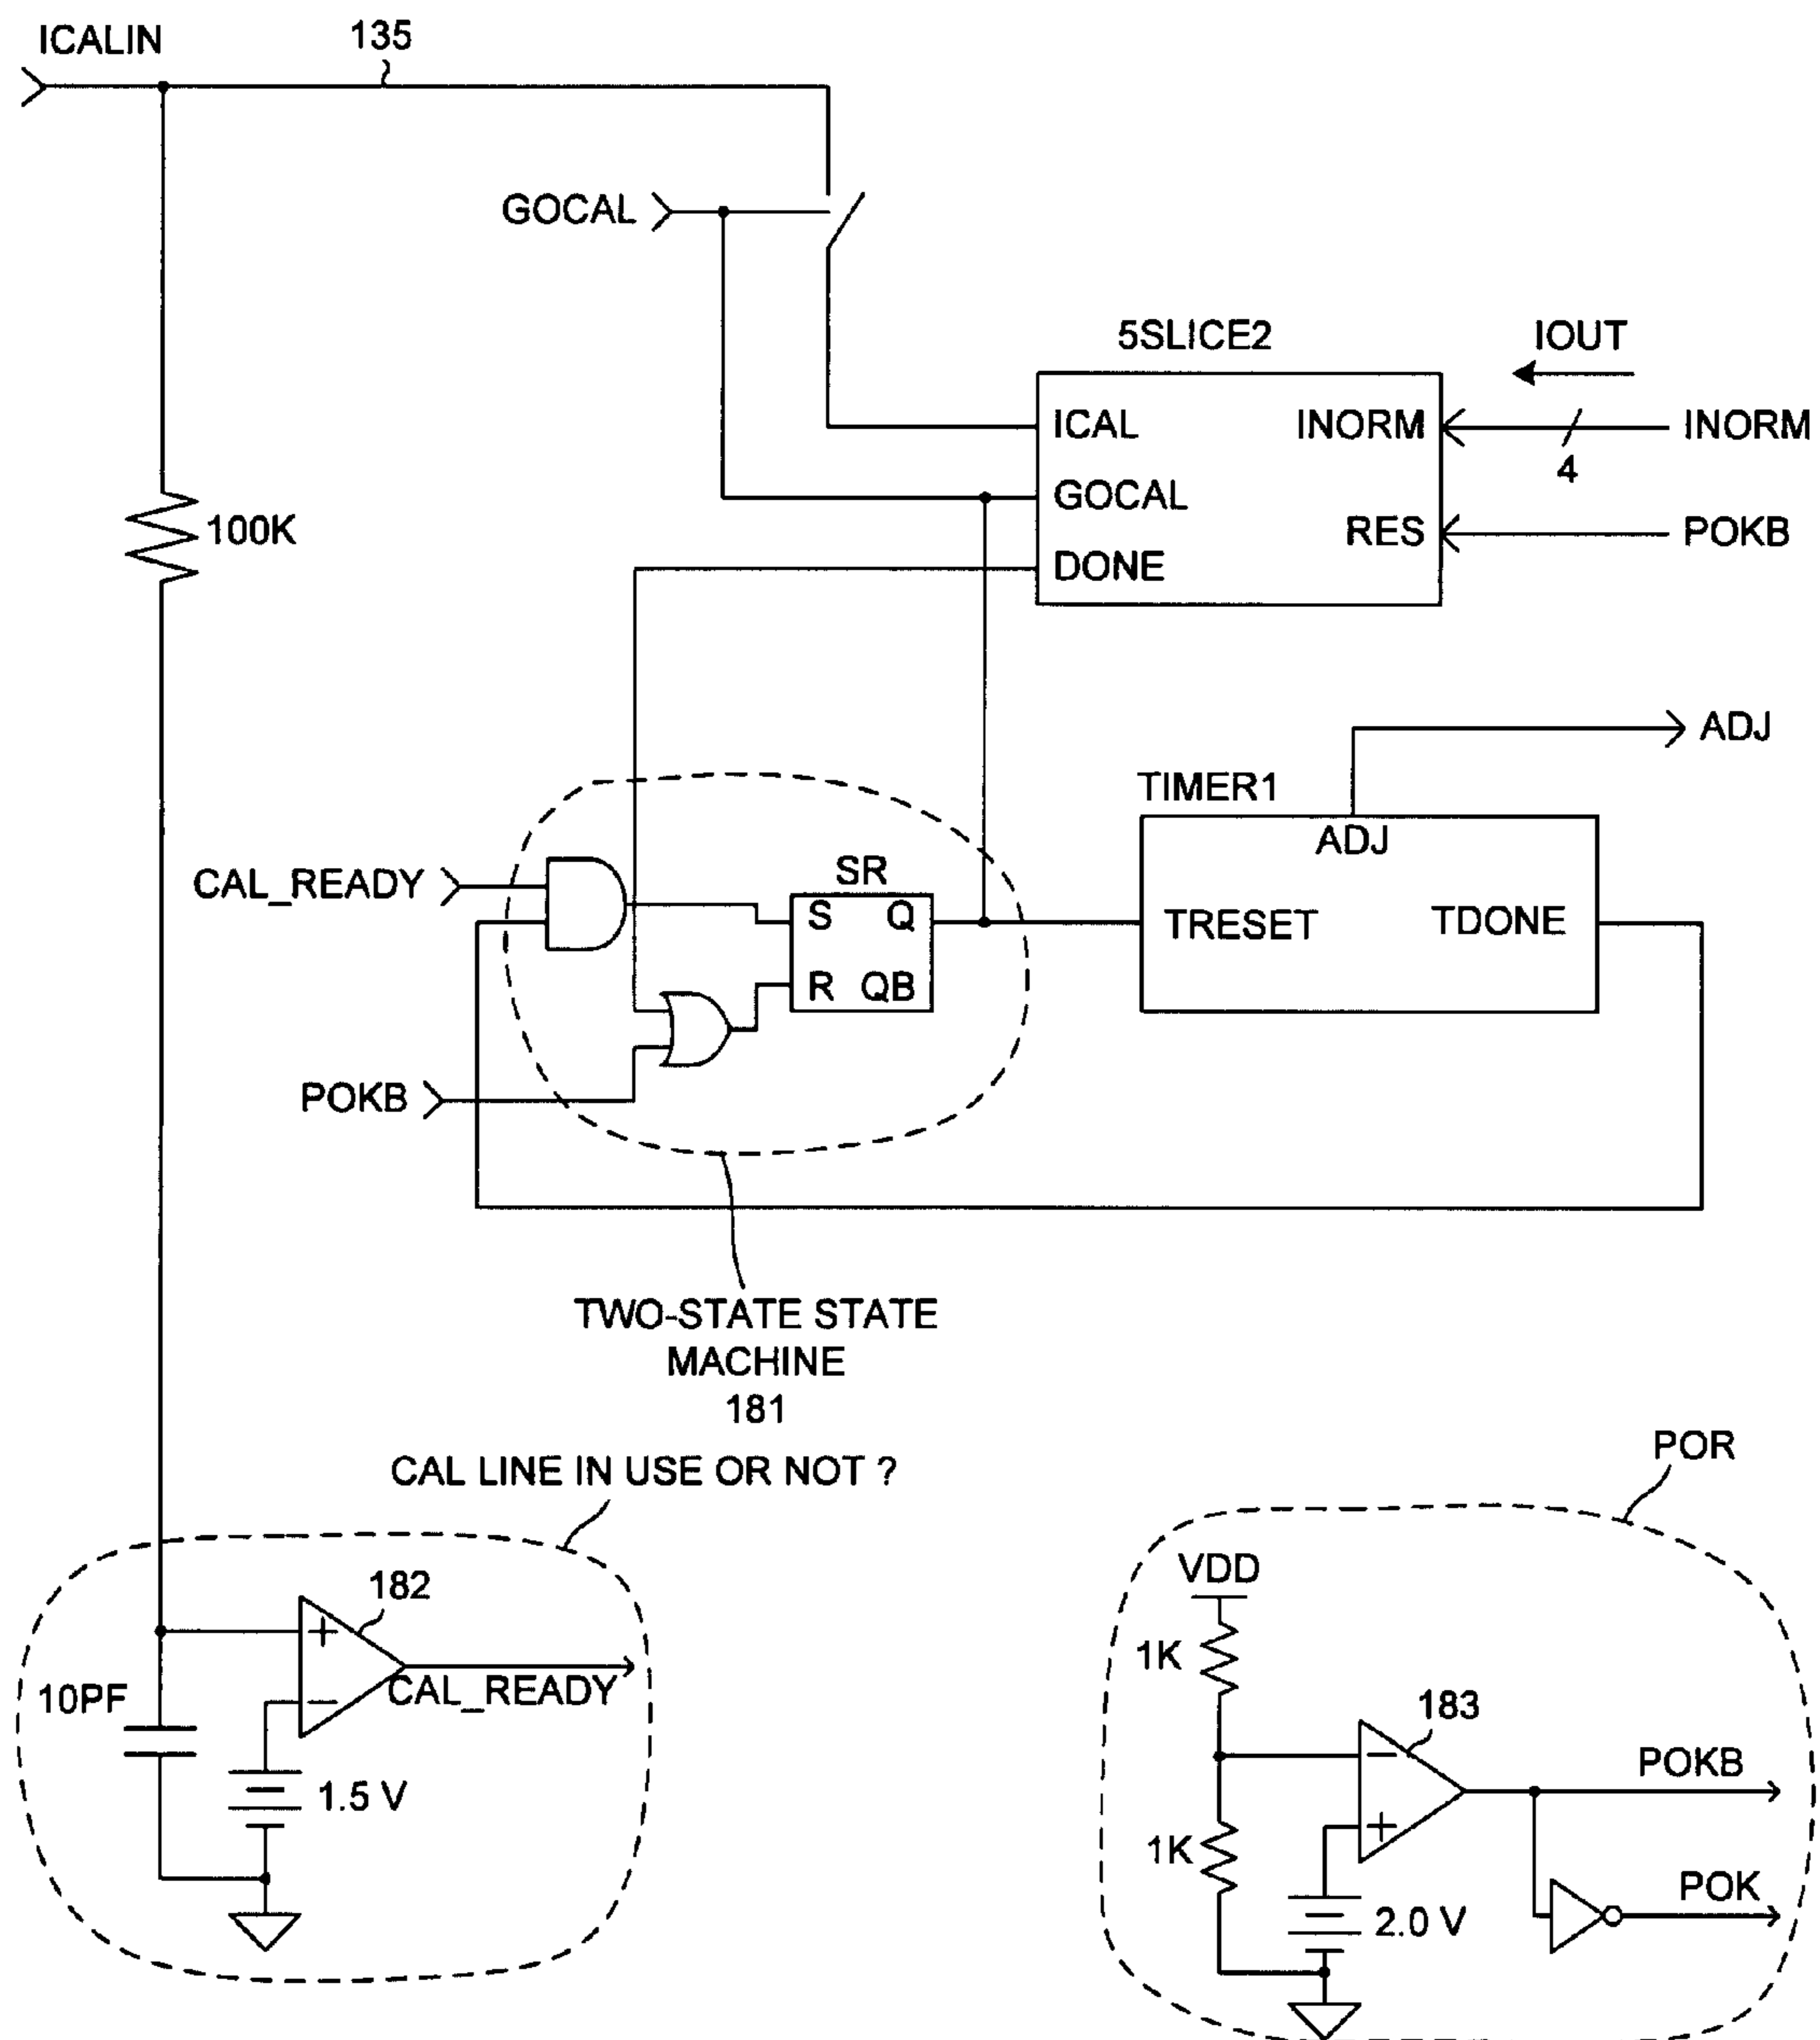 ICALIN
135
GOCAL
5SLICE2
IOUT
ICAL
INORM
INORM
4
GOCAL
100K
RES
POKB
DONE
ADJ
TIMER1
ADJ
SR
CAL_READY
S Q
TRESET
TDONE
R QB
POKB
TWO-STATE STATE
MACHINE
181
CAL LINE IN USE OR NOT ?
POR
182
+
CAL_READY
10PF
−
1.5 V
VDD
1K
183
−
POKB
1K
+
POK
2.0 V